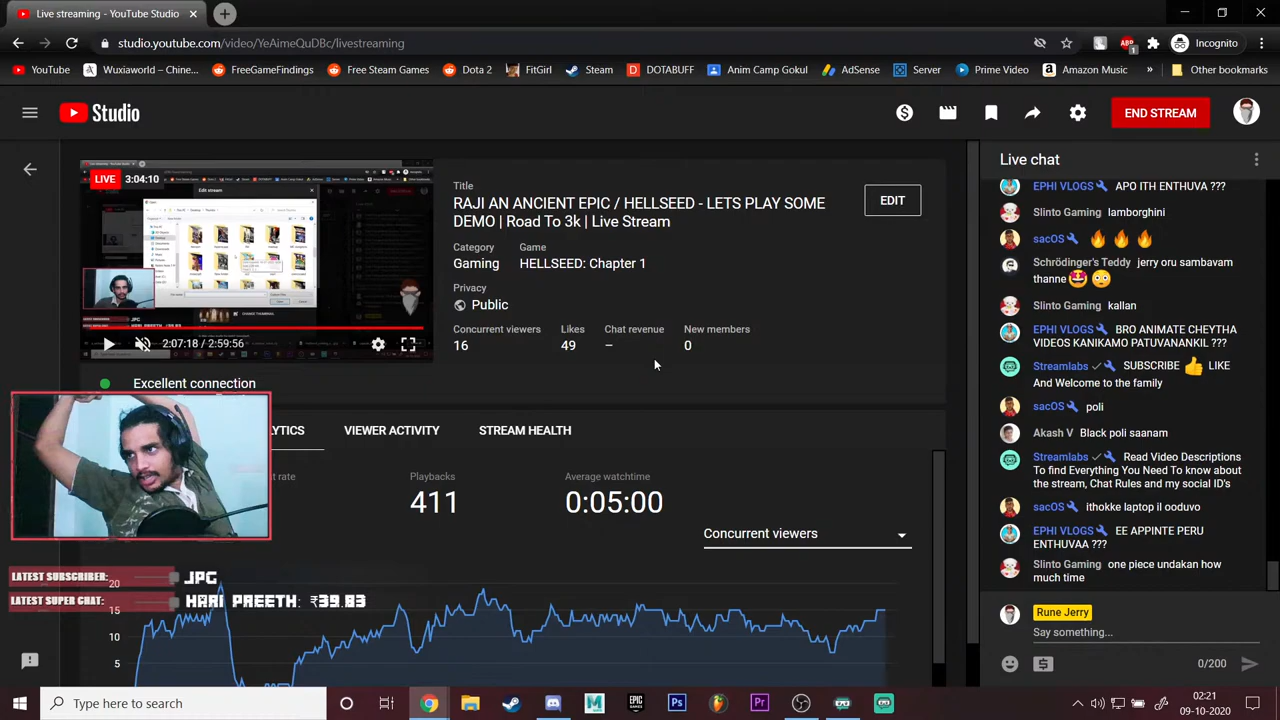 Live streaming - YouTube Studio
studio.youtube.com/video/YeAimeQuDBc/livestreaming
Incognito
YouTube
Wuxiaworld – Chine...
FreeGameFindings
Free Steam Games
Dota 2
FitGirl
Steam
DOTABUFF
Anim Camp Gokul
AdSense
Server
Prime Video
Amazon Music
»
Other bookmarks
Studio
END STREAM
LIVE 3:04:10
Edit stream
2:07:18 / 2:59:56
Excellent connection
Title
RAJI AN ANCIENT EPIC / HELLSEED - LETS PLAY SOME
DEMO | Road To 3k | Live Stream
EDIT
Category Game
Gaming HELLSEED: Chapter 1
Privacy
Public
Concurrent viewers Likes Chat revenue New members
16 49 – 0
LYTICS VIEWER ACTIVITY STREAM HEALTH
t rate Playbacks Average watchtime
411 0:05:00
Concurrent viewers
LATEST SUBSCRIBER: JPG
LATEST SUPER CHAT: HARI PREETH: ₹39.83
20
15
10
5
Live chat
EPHI VLOGS APO ITH ENTHUVA ???
Slinto Gaming lamborghni
sacOS 🔥🔥🔥
Schrödinger's Teddy jerry oru sambavam
thanne🤩😳
Slinto Gaming kallan
EPHI VLOGS BRO ANIMATE CHEYTHA
VIDEOS KANIKAMO PATUVANANKIL ???
Streamlabs SUBSCRIBE 👍 LIKE
And Welcome to the family
sacOS poli
Akash V Black poli saanam
Streamlabs Read Video Descriptions
To find Everything You Need To know about
the stream, Chat Rules and my social ID's
sacOS ithokke laptop il ooduvo
EPHI VLOGS EE APPINTE PERU
ENTHUVAA ???
Slinto Gaming one piece undakan how
much time
Rune Jerry
Say something...
0/200
Type here to search
02:21
09-10-2020